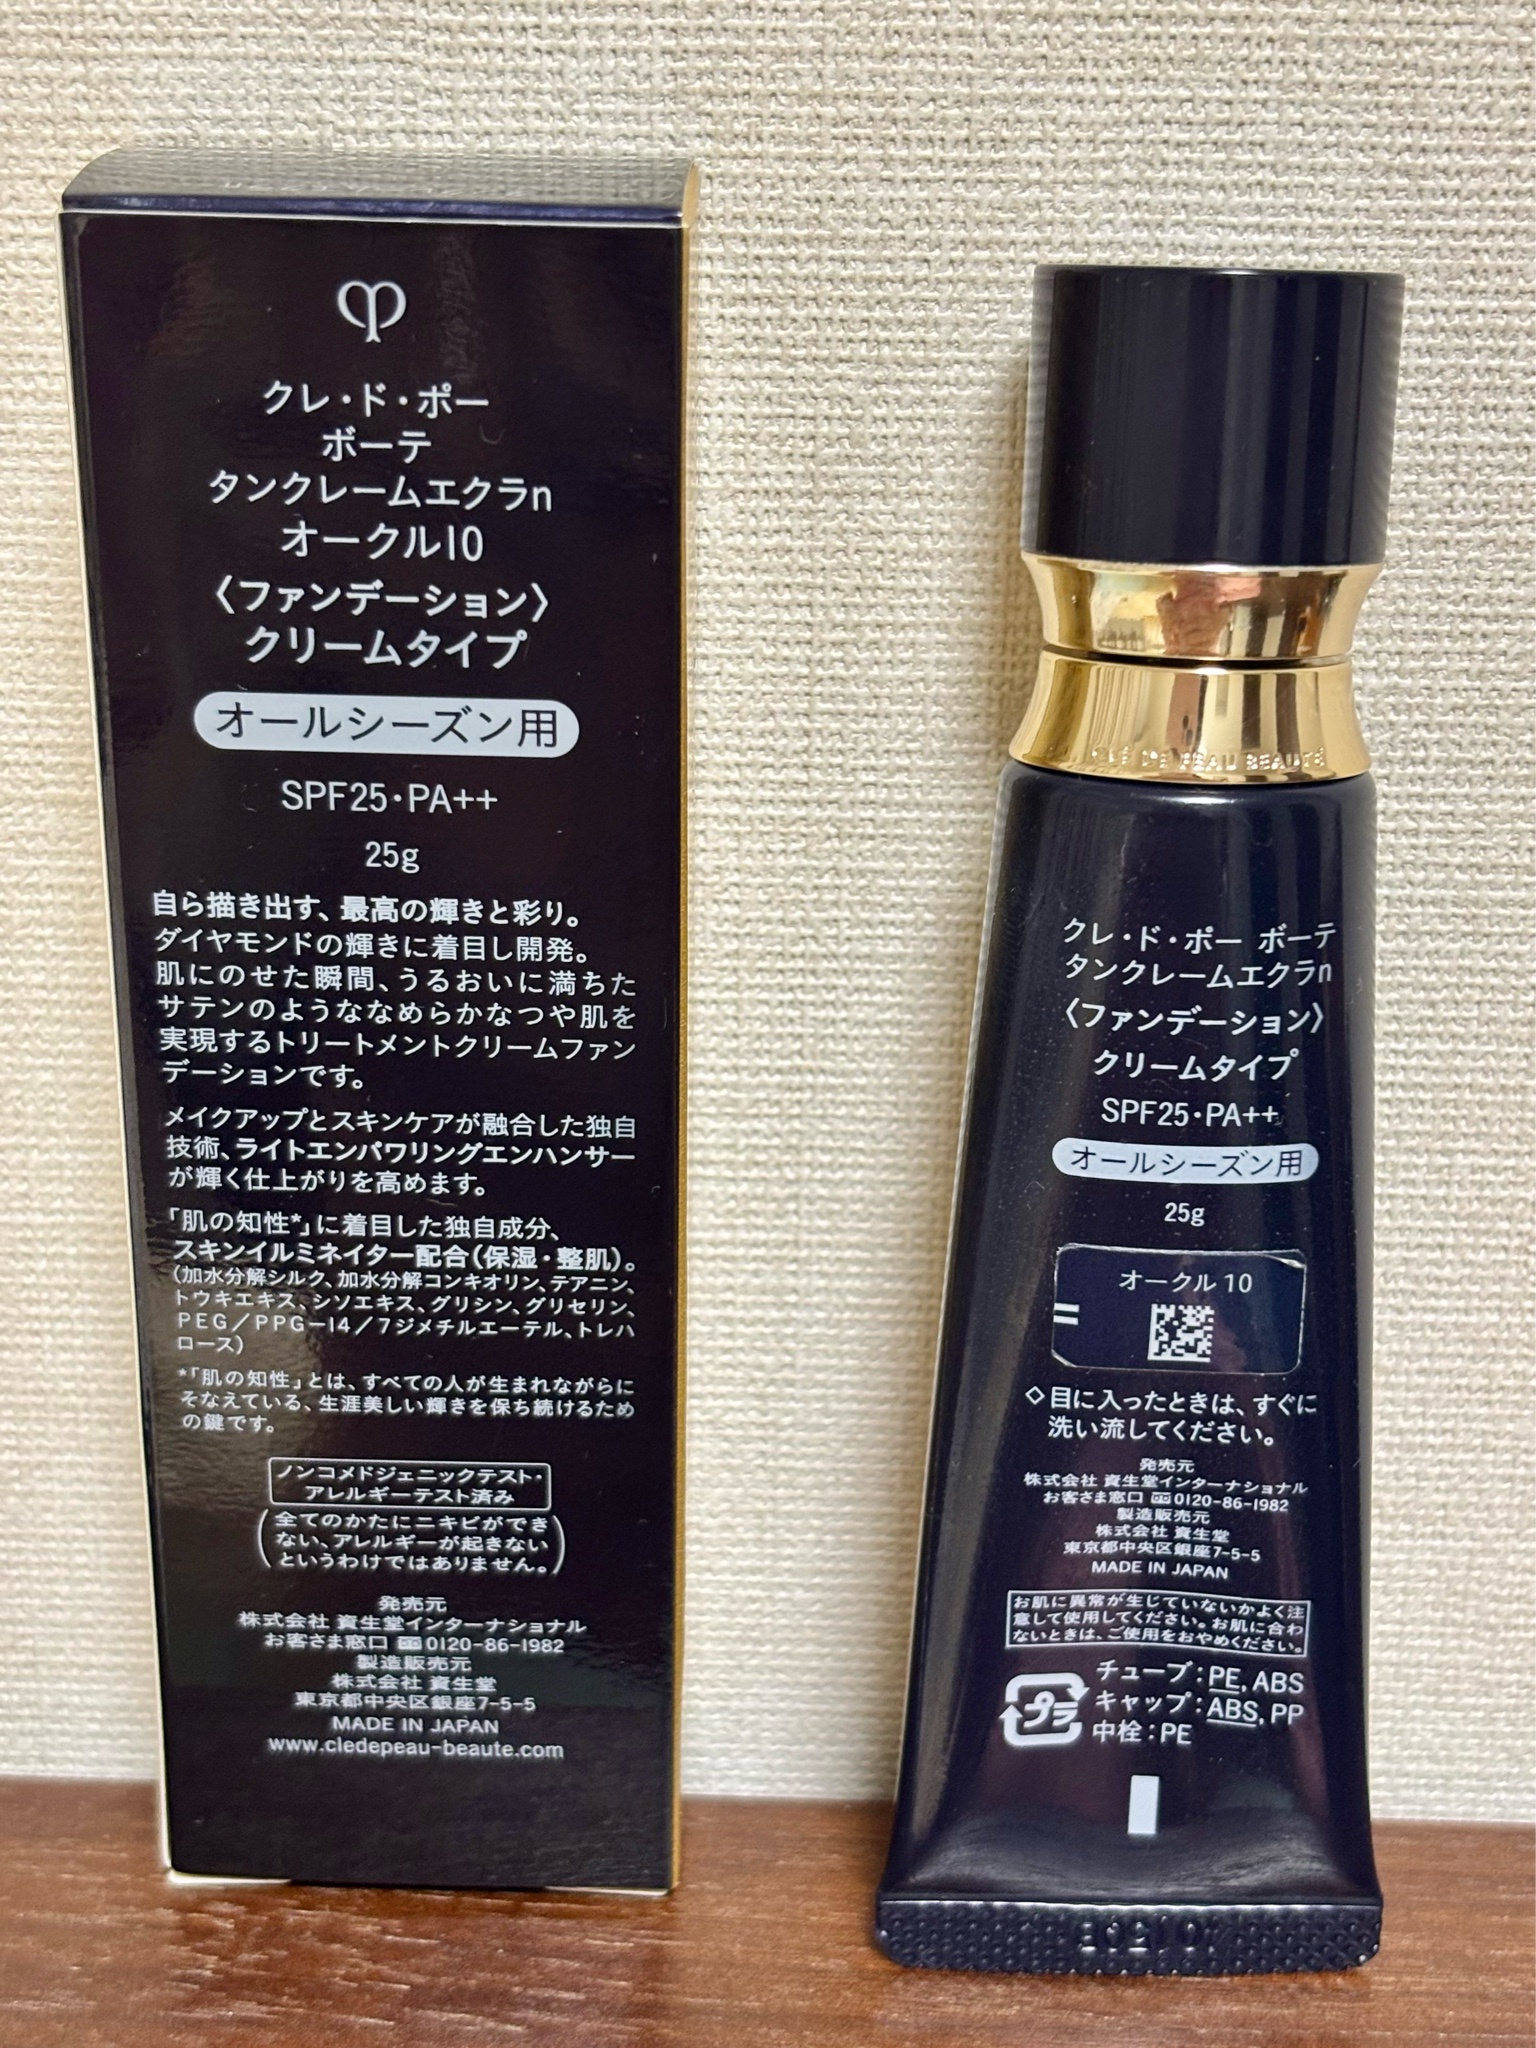 クレ・ド・ポー
ボーテ
タンクレームエクラn
オークル10
〈ファンデーション〉
クリームタイプ
オールシーズン用
SPF25・PA++
25g
自ら描き出す、最高の輝きと彩り。
ダイヤモンドの輝きに着目し開発。
肌にのせた瞬間、うるおいに満ちた
サテンのようななめらかなつや肌を
実現するトリートメントクリームファン
デーションです。
メイクアップとスキンケアが融合した独自
技術、ライトエンパワリングエンハンサー
が輝く仕上がりを高めます。
「肌の知性*」に着目した独自成分、
スキンイルミネイター配合(保湿・整肌)。
(加水分解シルク、加水分解コンキオリン、テアニン、
トウキエキス、シソエキス、グリシン、グリセリン、
PEG/PPG-14/7ジメチルエーテル、トレハ
ロース)
*「肌の知性」とは、すべての人が生まれながらに
そなえている、生涯美しい輝きを保ち続けるため
の鍵です。
ノンコメドジェニックテスト・
アレルギーテスト済み
(全てのかたにニキビができ
ない、アレルギーが起きない
というわけではありません。)
発売元
株式会社 資生堂インターナショナル
お客さま窓口 0120-86-1982
製造販売元
株式会社 資生堂
東京都中央区銀座7-5-5
MADE IN JAPAN
www.cledepeau-beaute.com
CLÉ DE PEAU BEAUTÉ
クレ・ド・ポー ボーテ
タンクレームエクラn
〈ファンデーション〉
クリームタイプ
SPF25・PA++
オールシーズン用
25g
オークル10
◇目に入ったときは、すぐに
洗い流してください。
発売元
株式会社 資生堂インターナショナル
お客さま窓口 0120-86-1982
製造販売元
株式会社 資生堂
東京都中央区銀座7-5-5
MADE IN JAPAN
お肌に異常が生じていないかよく注
意して使用してください。お肌に合わ
ないときは、ご使用をおやめください。
プラ
チューブ:PE, ABS
キャップ:ABS, PP
中栓:PE